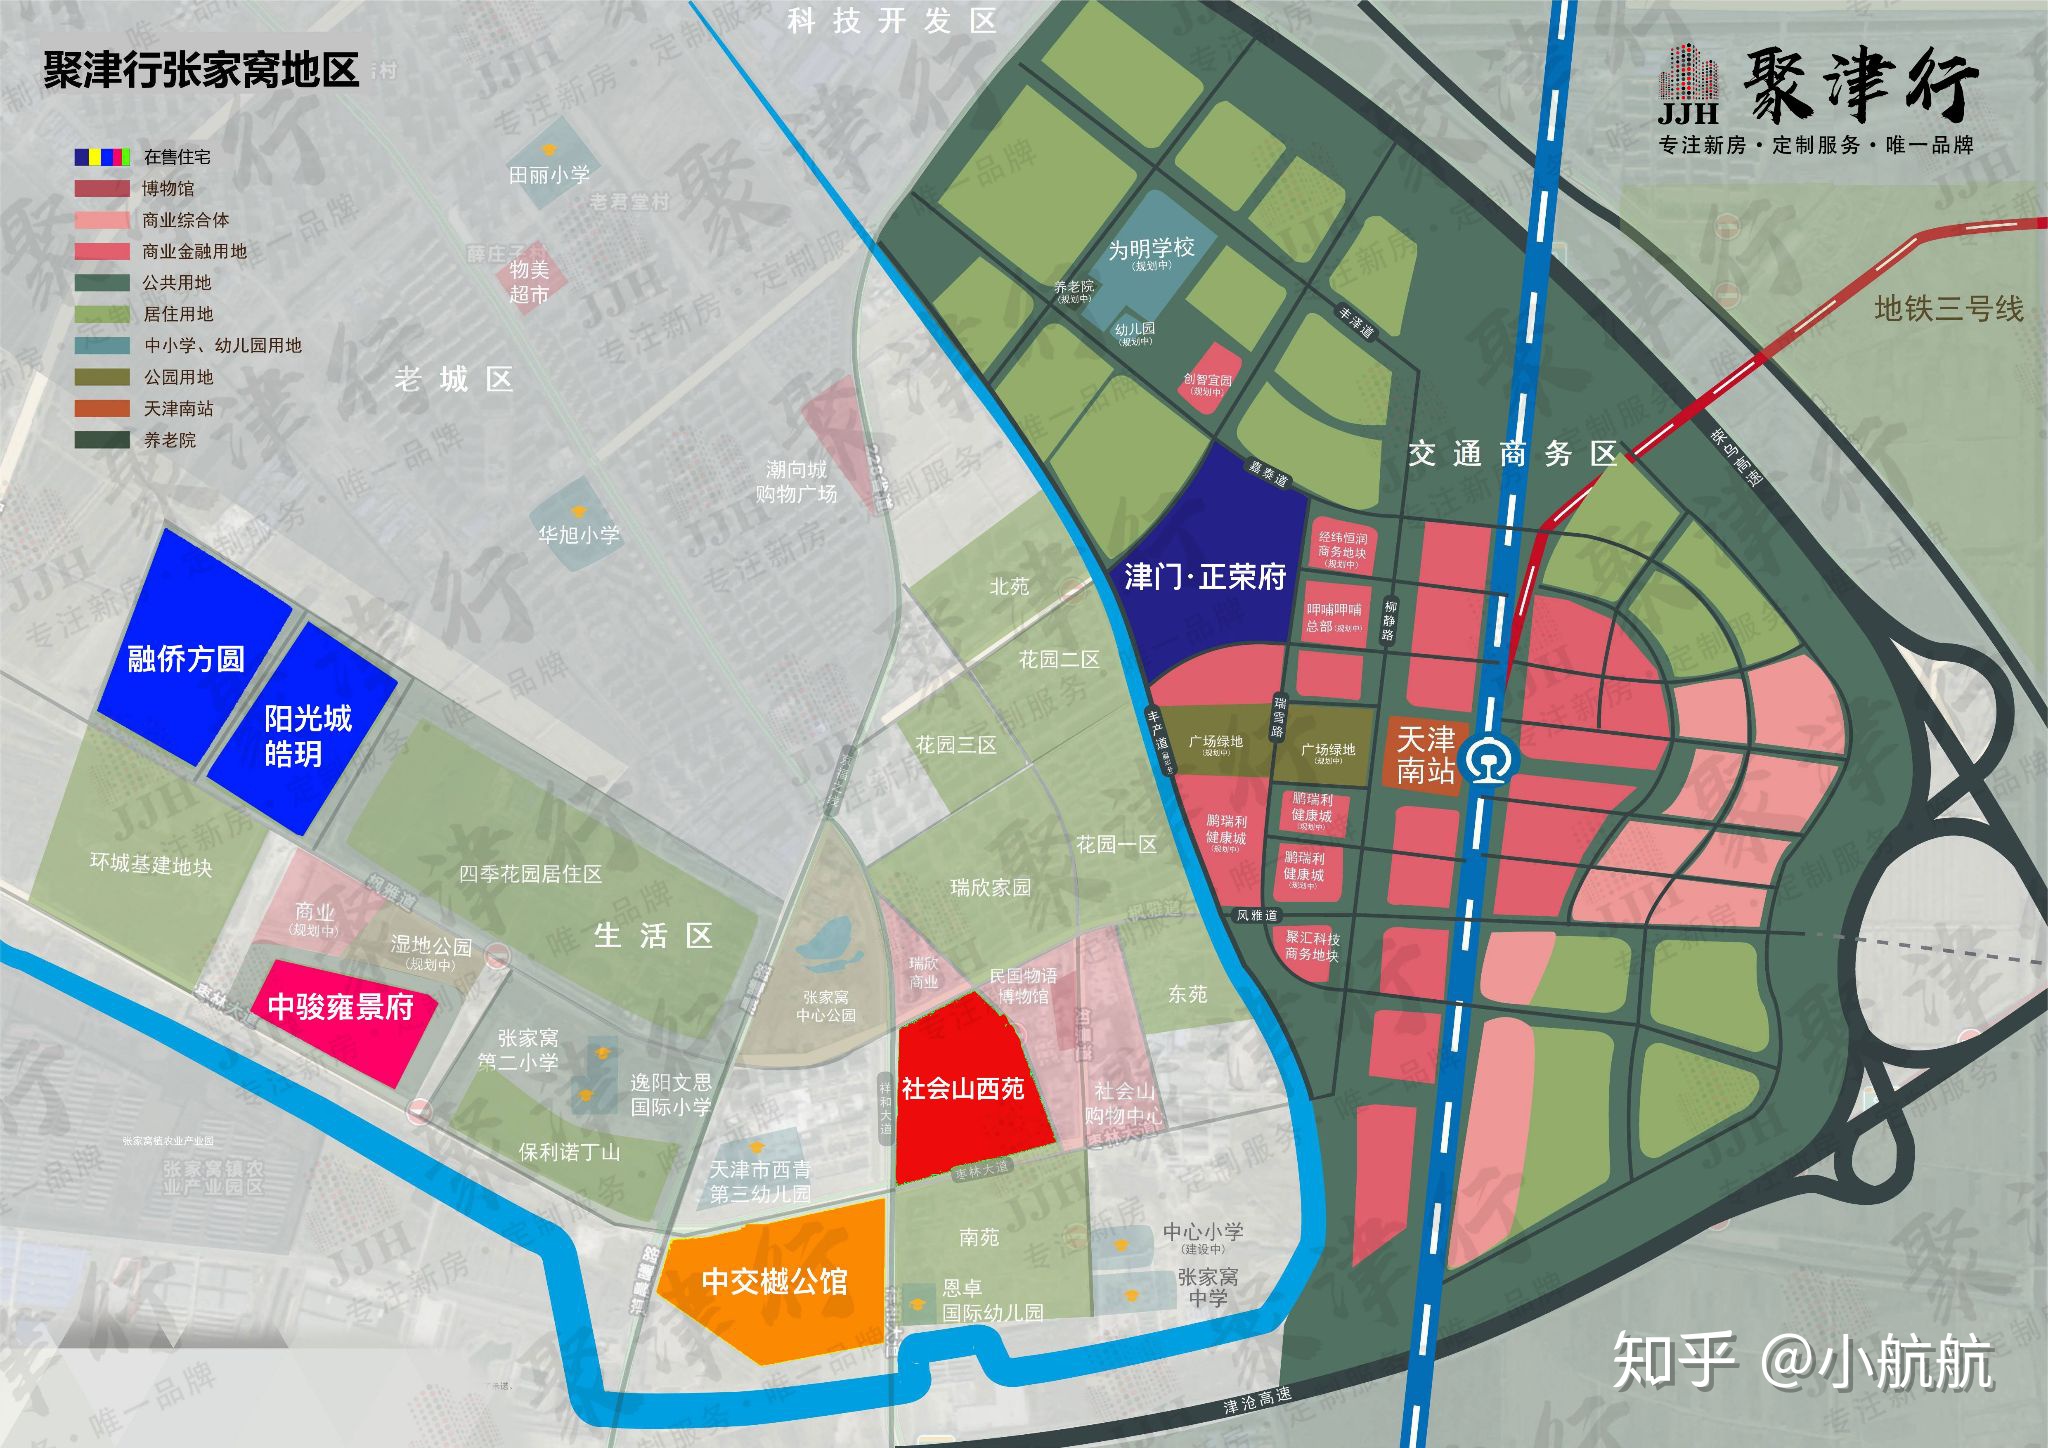 聚津行张家窝地区
在售住宅
博物馆
商业综合体
商业金融用地
公共用地
居住用地
中小学、幼儿园用地
公园用地
天津南站
养老院
科技开发区
JJH
聚津行
专注新房·定制服务·唯一品牌
地铁三号线
田丽小学
老君堂村
薛庄子村
物美
超市
老城区
华旭小学
潮向城
购物广场
为明学校
(规划中)
养老院
(规划中)
幼儿园
(规划中)
创智宜园
(规划中)
丰泽道
嘉泰道
交通商务区
荣乌高速
津门·正荣府
经纬恒润
商务地块
(规划中)
呷哺呷哺
总部(规划中)
柳静路
瑞雪路
丰产道
广场绿地
(规划中)
广场绿地
(规划中)
天津
南站
鹏瑞利
健康城
(规划中)
鹏瑞利
健康城
(规划中)
鹏瑞利
健康城
(规划中)
风雅道
聚汇科技
商务地块
北苑
花园二区
花园三区
花园一区
瑞欣家园
枫雅道
京福支线
融侨方圆
阳光城
皓玥
环城基建地块
四季花园居住区
生活区
枫雅道
商业
(规划中)
湿地公园
(规划中)
中骏雍景府
枣林大道
张家窝
中心公园
瑞欣
商业
民国物语
博物馆
东苑
张家窝
第二小学
逸阳文思
国际小学
社会山西苑
社会山
购物中心
枣林大道
祥和大道
保利诺丁山
天津市西青
第三幼儿园
枣林大道
张家窝植农业产业园
张家窝镇农
业产业园区
中交樾公馆
南苑
恩卓
国际幼儿园
中心小学
(建设中)
张家窝
中学
津沧高速
知乎 @小航航